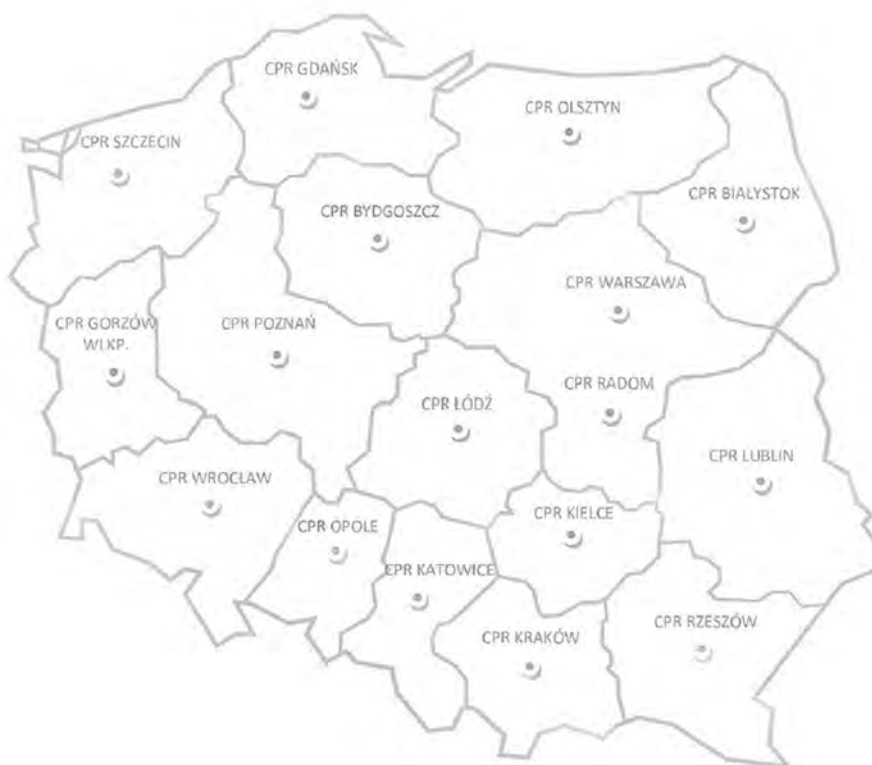 CPR GDAŃSK
CPR OLSZTYN
CPR SZCZECIN
CPR BIAŁYSTOK
CPR BYDGOSZCZ
CPR WARSZAWA
CPR GORZÓW
WLKP.
CPR POZNAŃ
CPR RADOM
CPR ŁÓDŹ
CPR LUBLIN
CPR WROCŁAW
CPR OPOLE
CPR KIELCE
CPR KATOWICE
CPR KRAKÓW
CPR RZESZÓW